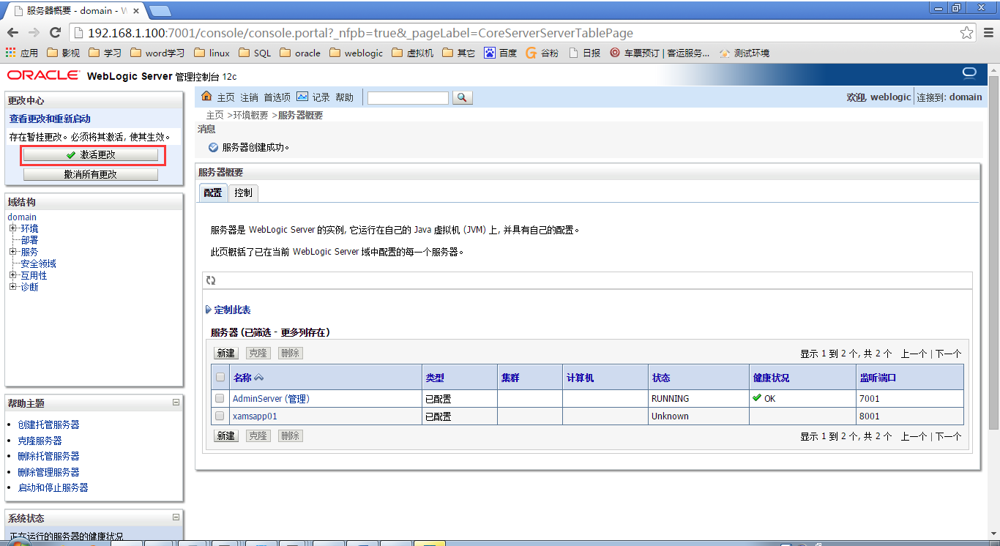 服务器概要 - domain - W
192.168.1.100:7001/console/console.portal?_nfpb=true&_pageLabel=CoreServerServerTablePage
应用 影视 学习 word学习 linux SQL oracle weblogic 虚拟机 其它 百度 谷粉 日报 车票预订 | 客运服务... 测试环境
ORACLE WebLogic Server 管理控制台 12c
更改中心
查看更改和重新启动
存在暂挂更改。必须将其激活, 使其生效。
激活更改
撤消所有更改
域结构
domain
环境
部署
服务
安全领域
互用性
诊断
帮助主题
创建托管服务器
克隆服务器
删除托管服务器
删除管理服务器
启动和停止服务器
系统状态
正在运行的服务器的健康状况
主页 注销 首选项 记录 帮助
欢迎, weblogic 连接到: domain
主页 >环境概要 >服务器概要
消息
服务器创建成功。
服务器概要
配置 控制
服务器是 WebLogic Server 的实例, 它运行在自己的 Java 虚拟机 (JVM) 上, 并具有自己的配置。
此页概括了已在当前 WebLogic Server 域中配置的每一个服务器。
定制此表
服务器 (已筛选 - 更多列存在)
新建 克隆 删除 显示 1 到 2 个, 共 2 个 上一个 | 下一个
名称 类型 集群 计算机 状态 健康状况 监听端口
AdminServer (管理) 已配置 RUNNING OK 7001
xamsapp01 已配置 Unknown 8001
新建 克隆 删除 显示 1 到 2 个, 共 2 个 上一个 | 下一个